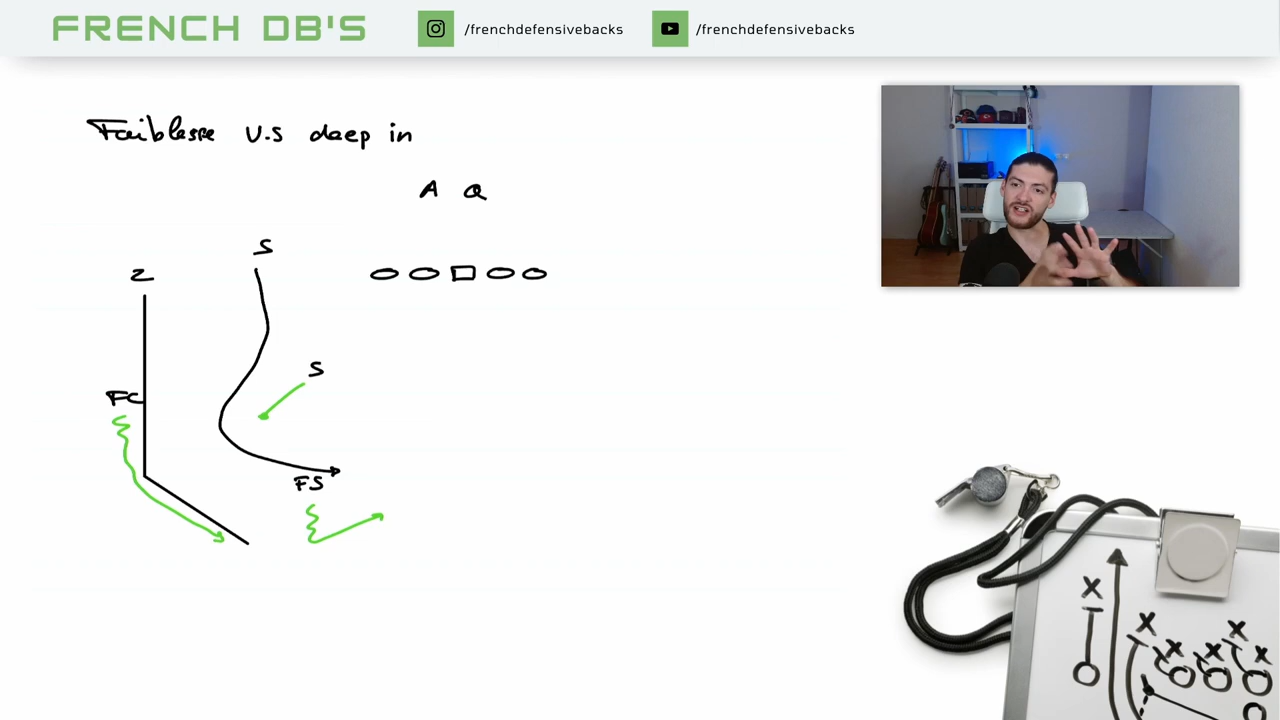 FRENCH DB'S
/frenchdefensivebacks
/frenchdefensivebacks
Faiblesse V.S deep in
A Q
S
Z
S
FC
FS
X
X
X
X
X
X